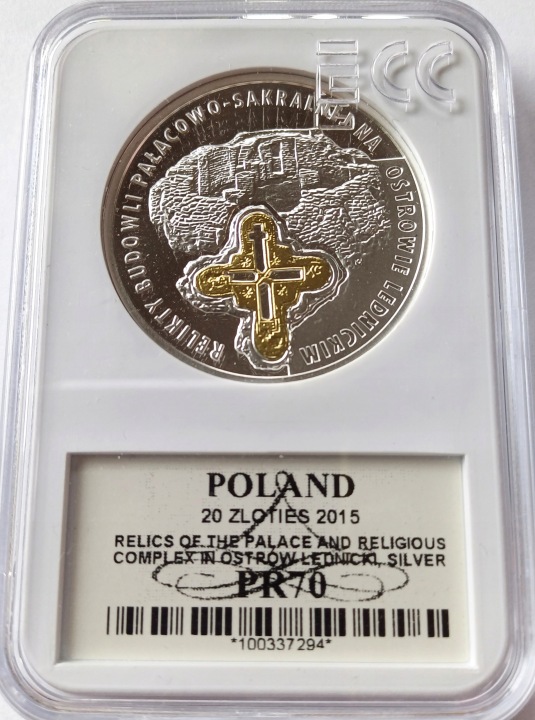 ECC
RELIKTY BUDOWLI PAŁACOWO-SAKRALNEJ NA OSTROWIE LEDNICKIM
POLAND
20 ZLOTIES 2015
RELICS OF THE PALACE AND RELIGIOUS
COMPLEX IN OSTRÓW LEDNICKI, SILVER
PR70
*100337294*